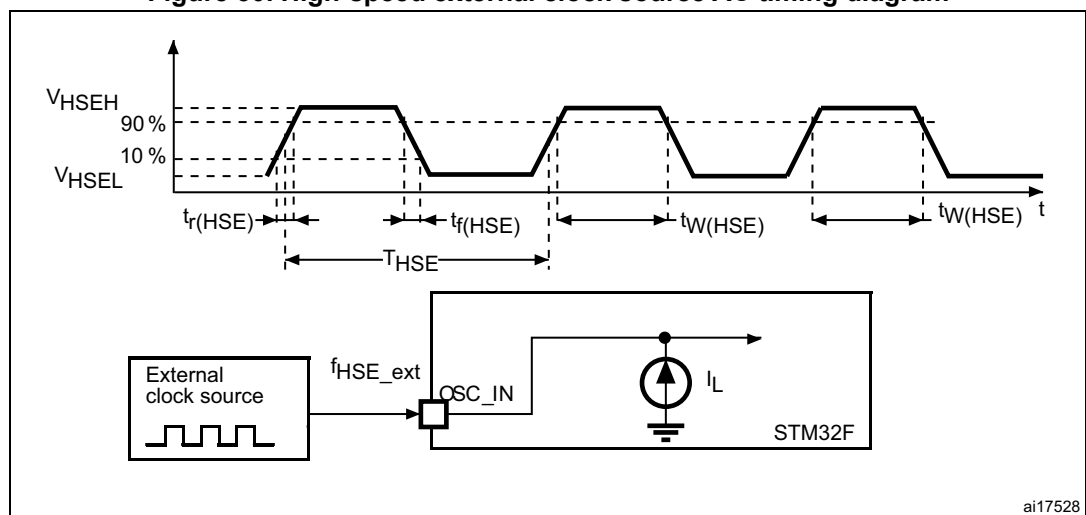 Figure 30. High-speed external clock source AC timing diagram
VHSEH
90 %
10 %
VHSEL
tr(HSE)
tf(HSE)
tW(HSE)
tW(HSE)
t
THSE
External
clock source
fHSE_ext
OSC_IN
IL
STM32F
ai17528